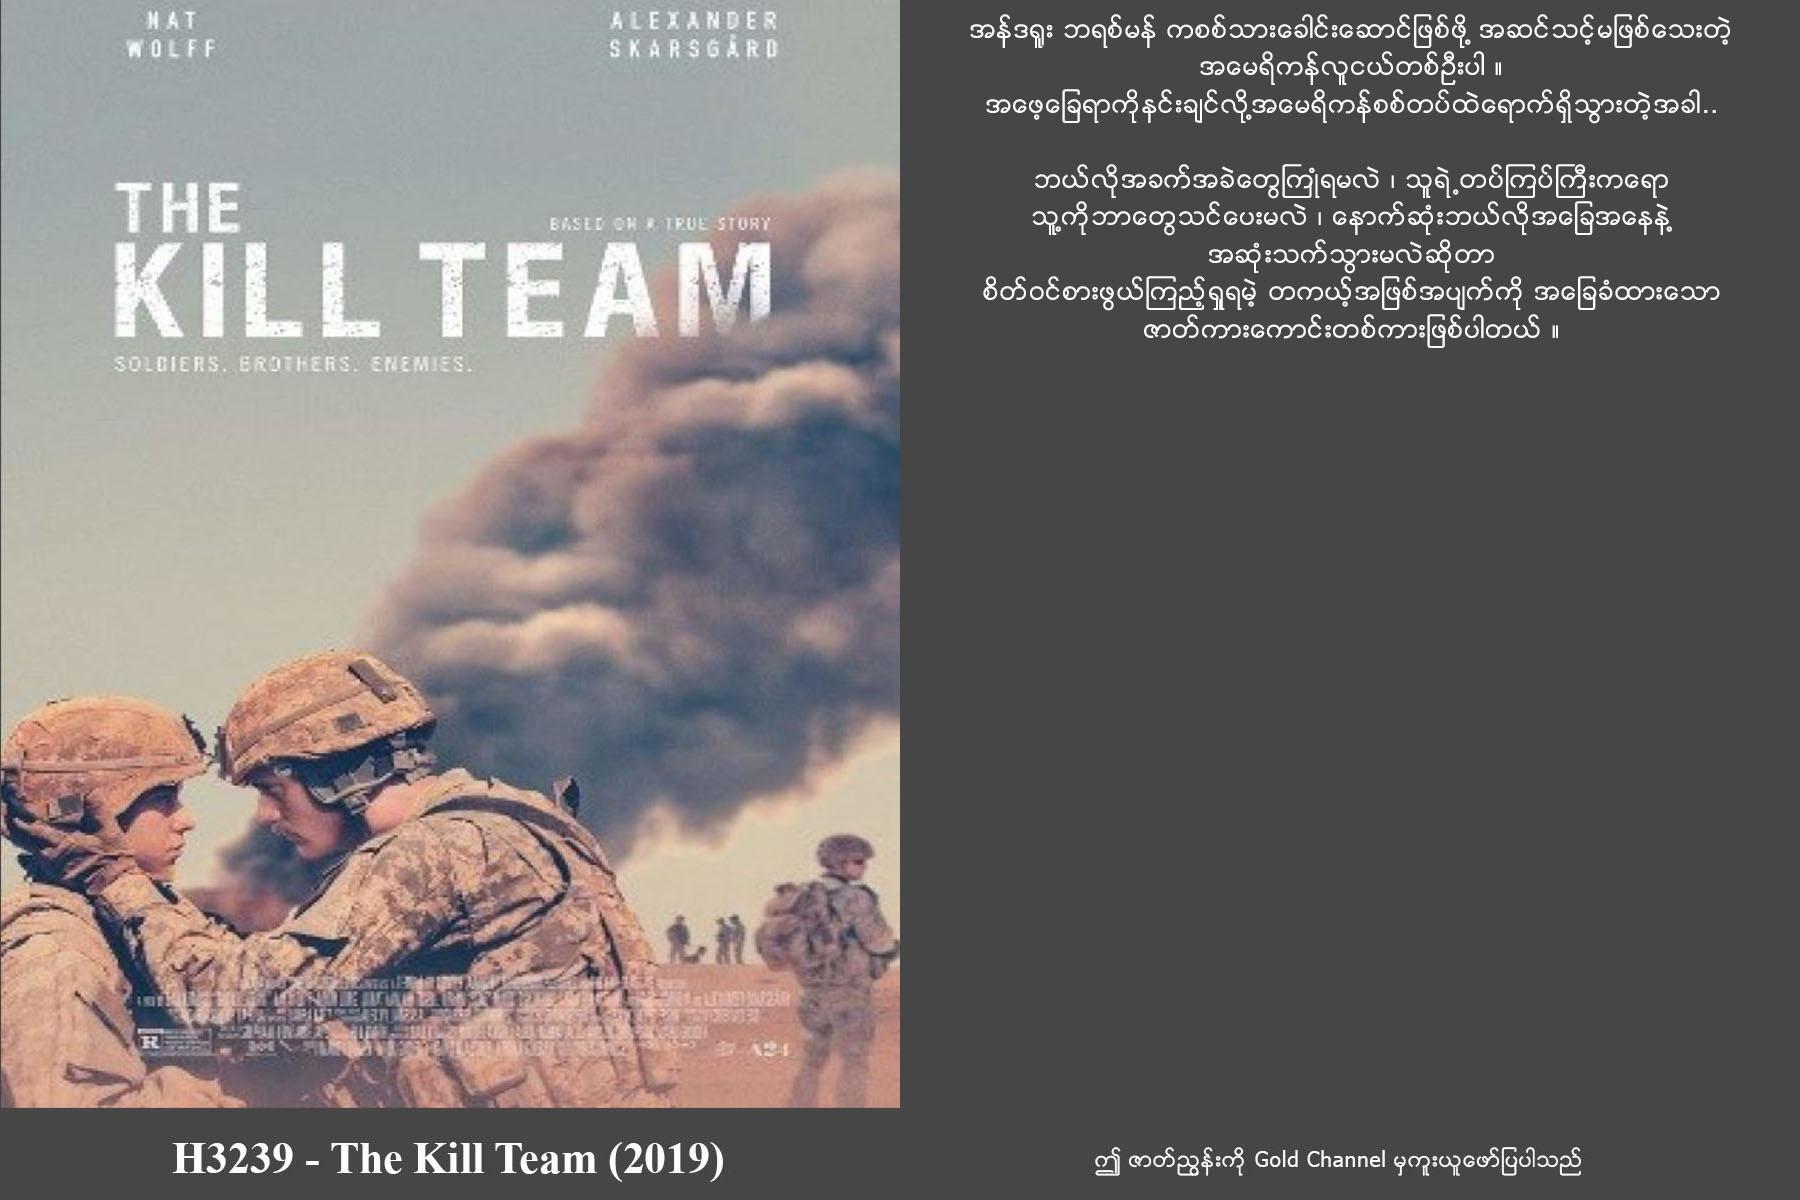 NAT
WOLFF
ALEXANDER
SKARSGÅRD
THE
BASED ON A TRUE STORY
KILL TEAM
SOLDIERS. BROTHERS. ENEMIES.
R
A24
H3239 - The Kill Team (2019)
အန်ဒရူး ဘရစ်မန် ကစစ်သားခေါင်းဆောင်ဖြစ်ဖို့ အဆင်သင့်မဖြစ်သေးတဲ့
အမေရိကန်လူငယ်တစ်ဦးပါ ။
အဖေ့ခြေရာကိုနင်းချင်လို့အမေရိကန်စစ်တပ်ထဲရောက်ရှိသွားတဲ့အခါ..
ဘယ်လိုအခက်အခဲတွေကြုံရမလဲ ၊ သူရဲ့တပ်ကြပ်ကြီးကရော
သူ့ကိုဘာတွေသင်ပေးမလဲ ၊ နောက်ဆုံးဘယ်လိုအခြေအနေနဲ့
အဆုံးသက်သွားမလဲဆိုတာ
စိတ်ဝင်စားဖွယ်ကြည့်ရှုရမဲ့ တကယ့်အဖြစ်အပျက်ကို အခြေခံထားသော
ဇာတ်ကားကောင်းတစ်ကားဖြစ်ပါတယ် ။
ဤ ဇာတ်ညွှန်းကို Gold Channel မှကူးယူဖော်ပြပါသည်